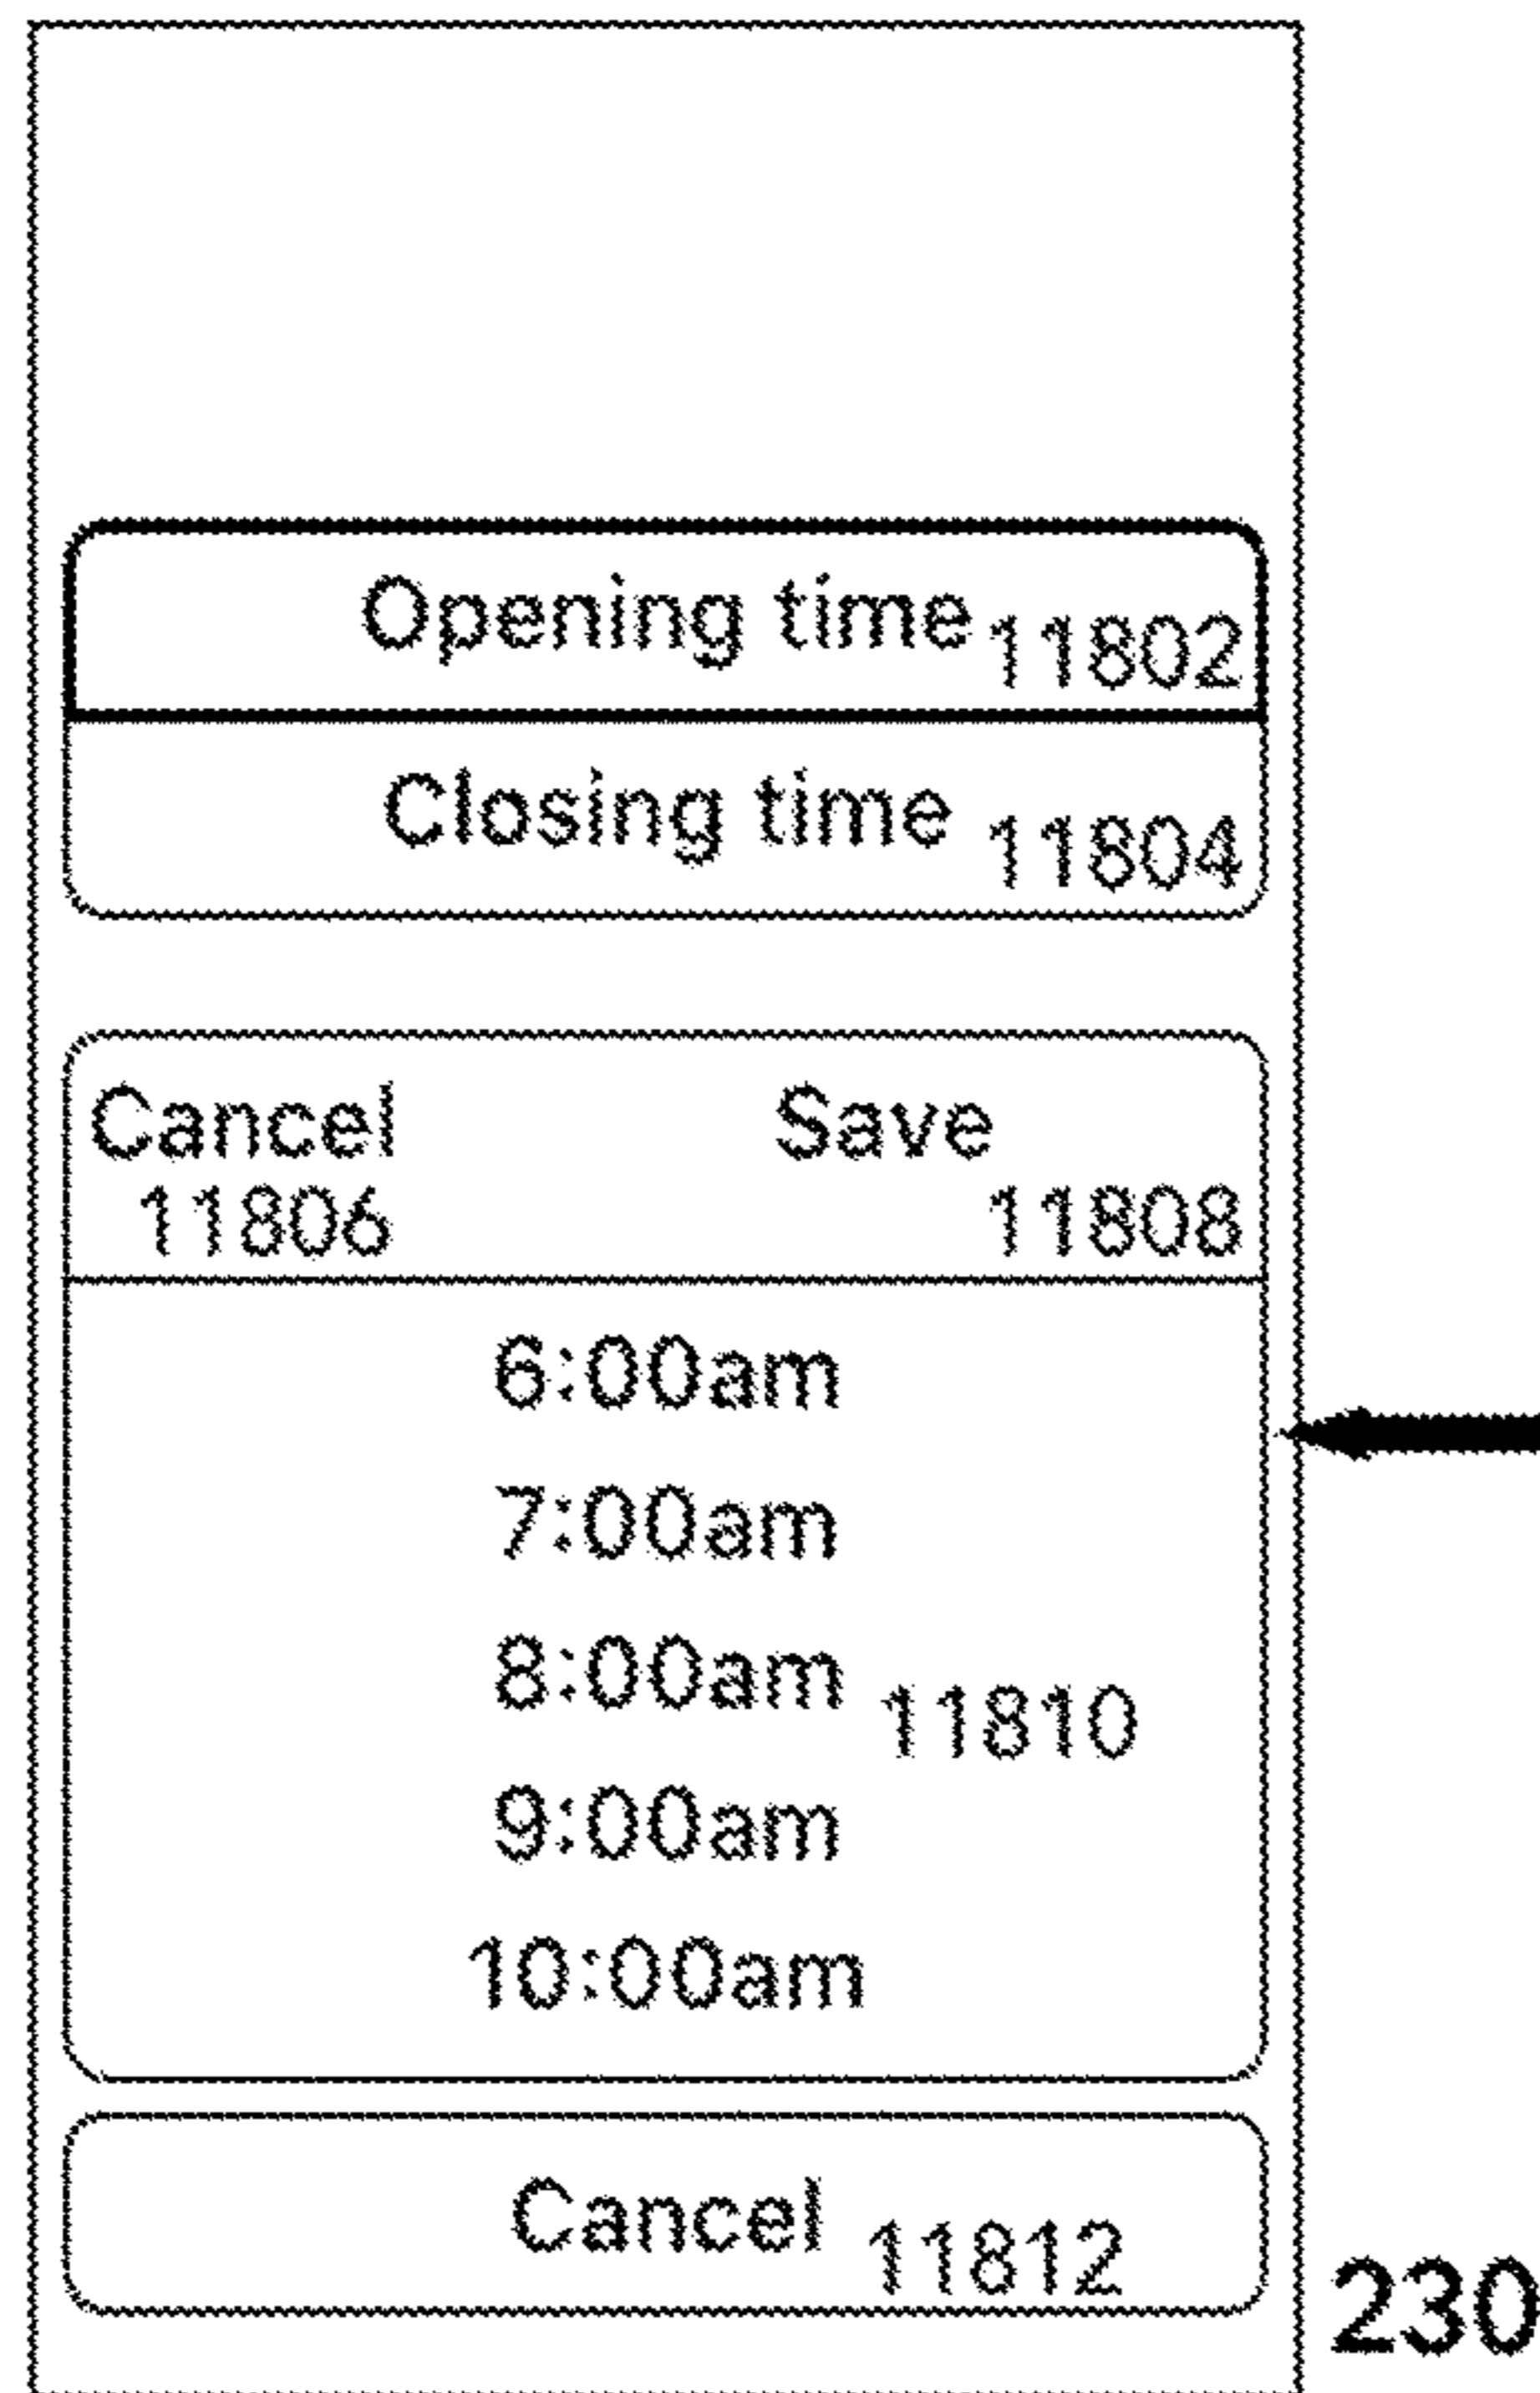 Opening time 11802
Closing time 11804
Cancel Save
11806 11808
6:00am
7:00am
8:00am 11810
9:00am
10:00am
Cancel 11812
230